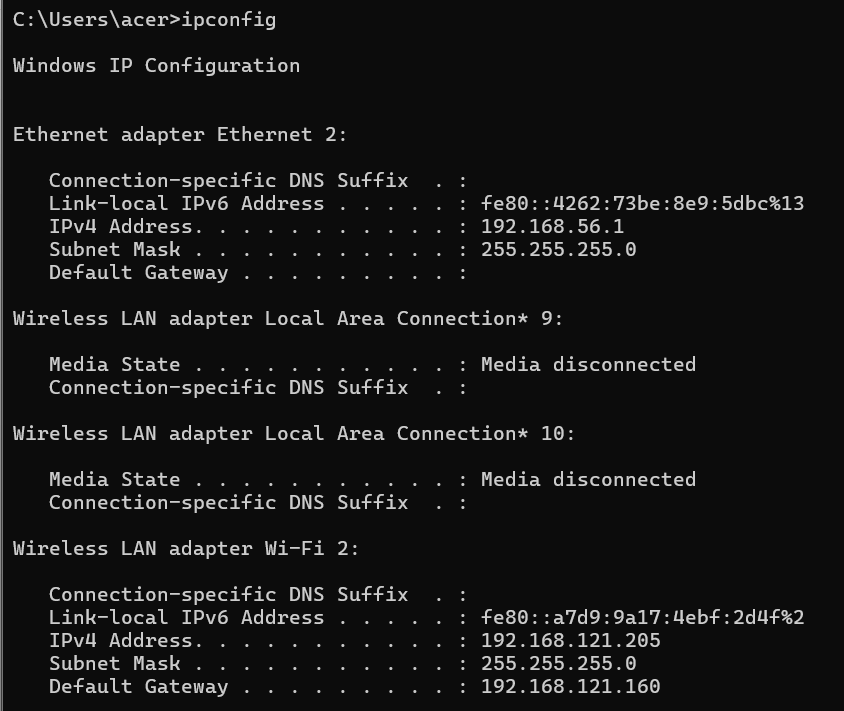 C:\Users\acer>ipconfig
Windows IP Configuration
Ethernet adapter Ethernet 2:
   Connection-specific DNS Suffix  . :
   Link-local IPv6 Address . . . . . : fe80::4262:73be:8e9:5dbc%13
   IPv4 Address. . . . . . . . . . . : 192.168.56.1
   Subnet Mask . . . . . . . . . . . : 255.255.255.0
   Default Gateway . . . . . . . . . :
Wireless LAN adapter Local Area Connection* 9:
   Media State . . . . . . . . . . . : Media disconnected
   Connection-specific DNS Suffix  . :
Wireless LAN adapter Local Area Connection* 10:
   Media State . . . . . . . . . . . : Media disconnected
   Connection-specific DNS Suffix  . :
Wireless LAN adapter Wi-Fi 2:
   Connection-specific DNS Suffix  . :
   Link-local IPv6 Address . . . . . : fe80::a7d9:9a17:4ebf:2d4f%2
   IPv4 Address. . . . . . . . . . . : 192.168.121.205
   Subnet Mask . . . . . . . . . . . : 255.255.255.0
   Default Gateway . . . . . . . . . : 192.168.121.160